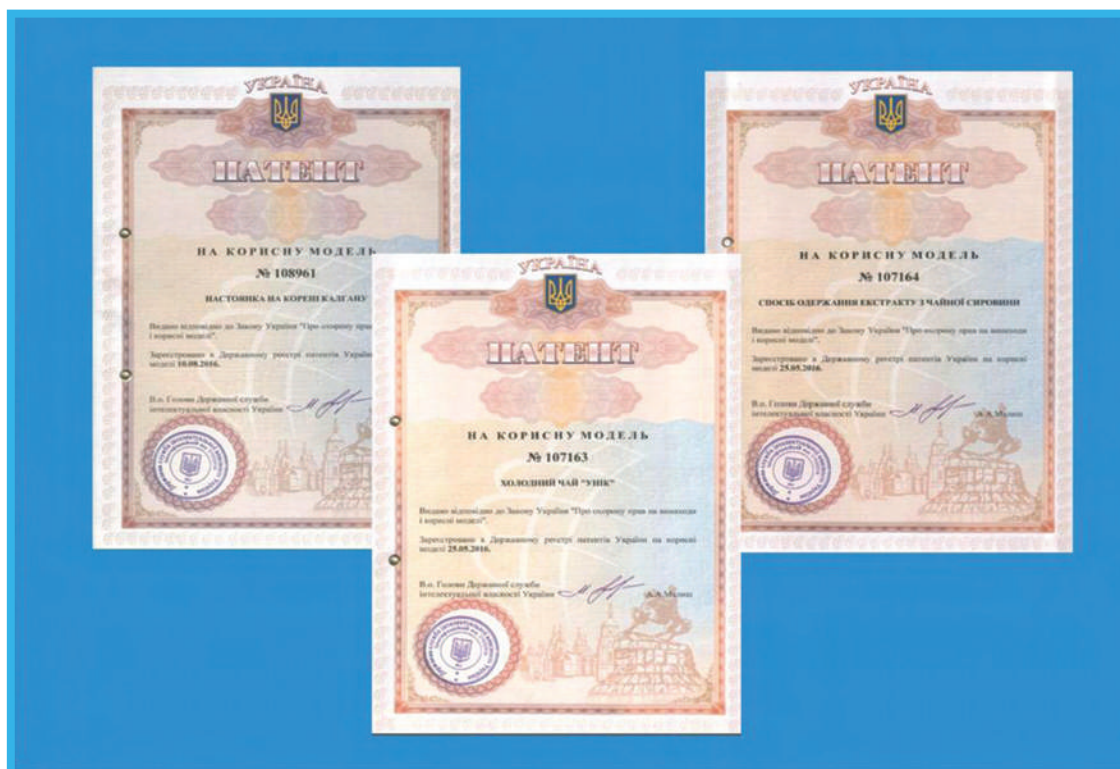 УКРАЇНА
ПАТЕНТ
НА КОРИСНУ МОДЕЛЬ
№ 108961
НАСТОЯНКА НА КОРЕНІ КАЛГАНУ
Видано відповідно до Закону України "Про охорону прав
і корисні моделі".
Зареєстровано в Державному реєстрі патентів України
моделі 10.08.2016.
В.о. Голови Державної служби
інтелектуальної власності України
УКРАЇНА
ПАТЕНТ
НА КОРИСНУ МОДЕЛЬ
№ 107163
ХОЛОДНИЙ ЧАЙ "УНІК"
Видано відповідно до Закону України "Про охорону прав на винаходи
і корисні моделі".
Зареєстровано в Державному реєстрі патентів України на корисні
моделі 25.05.2016.
В.о. Голови Державної служби
інтелектуальної власності України А.А.Малиш
УКРАЇНА
ПАТЕНТ
НА КОРИСНУ МОДЕЛЬ
№ 107164
СПОСІБ ОДЕРЖАННЯ ЕКСТРАКТУ З ЧАЙНОЇ СИРОВИНИ
Видано відповідно до Закону України "Про охорону прав на винаходи
і корисні моделі".
Зареєстровано в Державному реєстрі патентів України на корисні
моделі 25.05.2016.
В.о. Голови Державної служби
інтелектуальної власності України А.А.Малиш